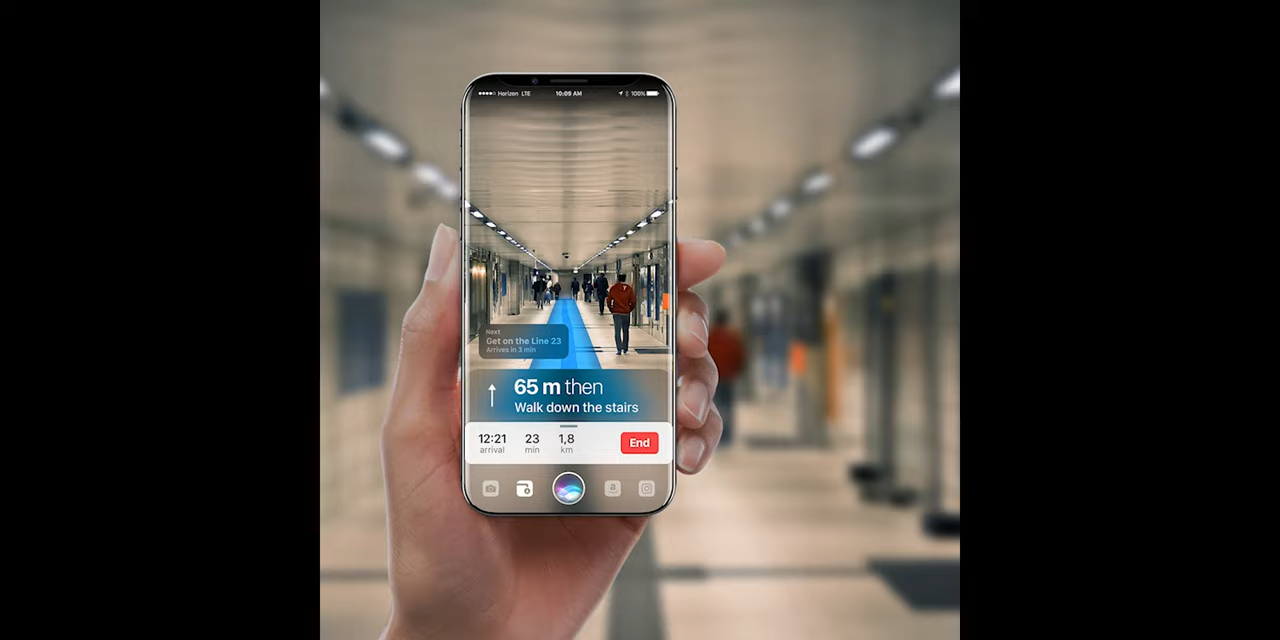 Horizon LTE
10:09 AM
100%
Next
Get on the Line 23
Arrives in 3 min
65 m then
Walk down the stairs
12:21 23 1,8
arrival min km
End